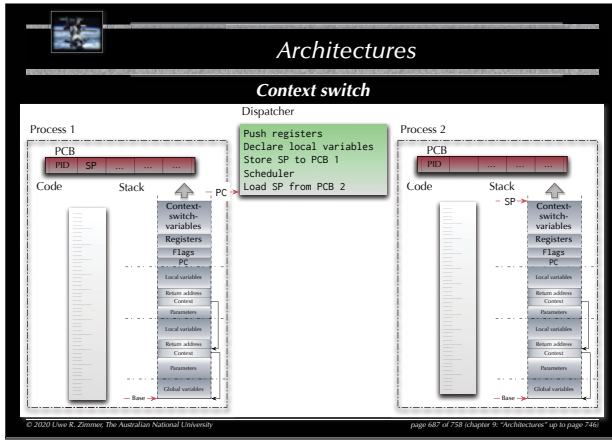 Architectures
Context switch
Dispatcher
Push registers
Declare local variables
Store SP to PCB 1
Scheduler
Load SP from PCB 2
Process 1
PCB
PID SP ... ... ...
Code
Stack
PC
Context-
switch-
variables
Registers
Flags
PC
Local variables
Return address
Context
Parameters
Local variables
Return address
Context
Parameters
Global variables
Base
Process 2
PCB
PID ... ... ...
Code
Stack
SP
Context-
switch-
variables
Registers
Flags
PC
Local variables
Return address
Context
Parameters
Local variables
Return address
Context
Parameters
Global variables
Base
© 2020 Uwe R. Zimmer, The Australian National University
page 687 of 758 (chapter 9: "Architectures" up to page 746)